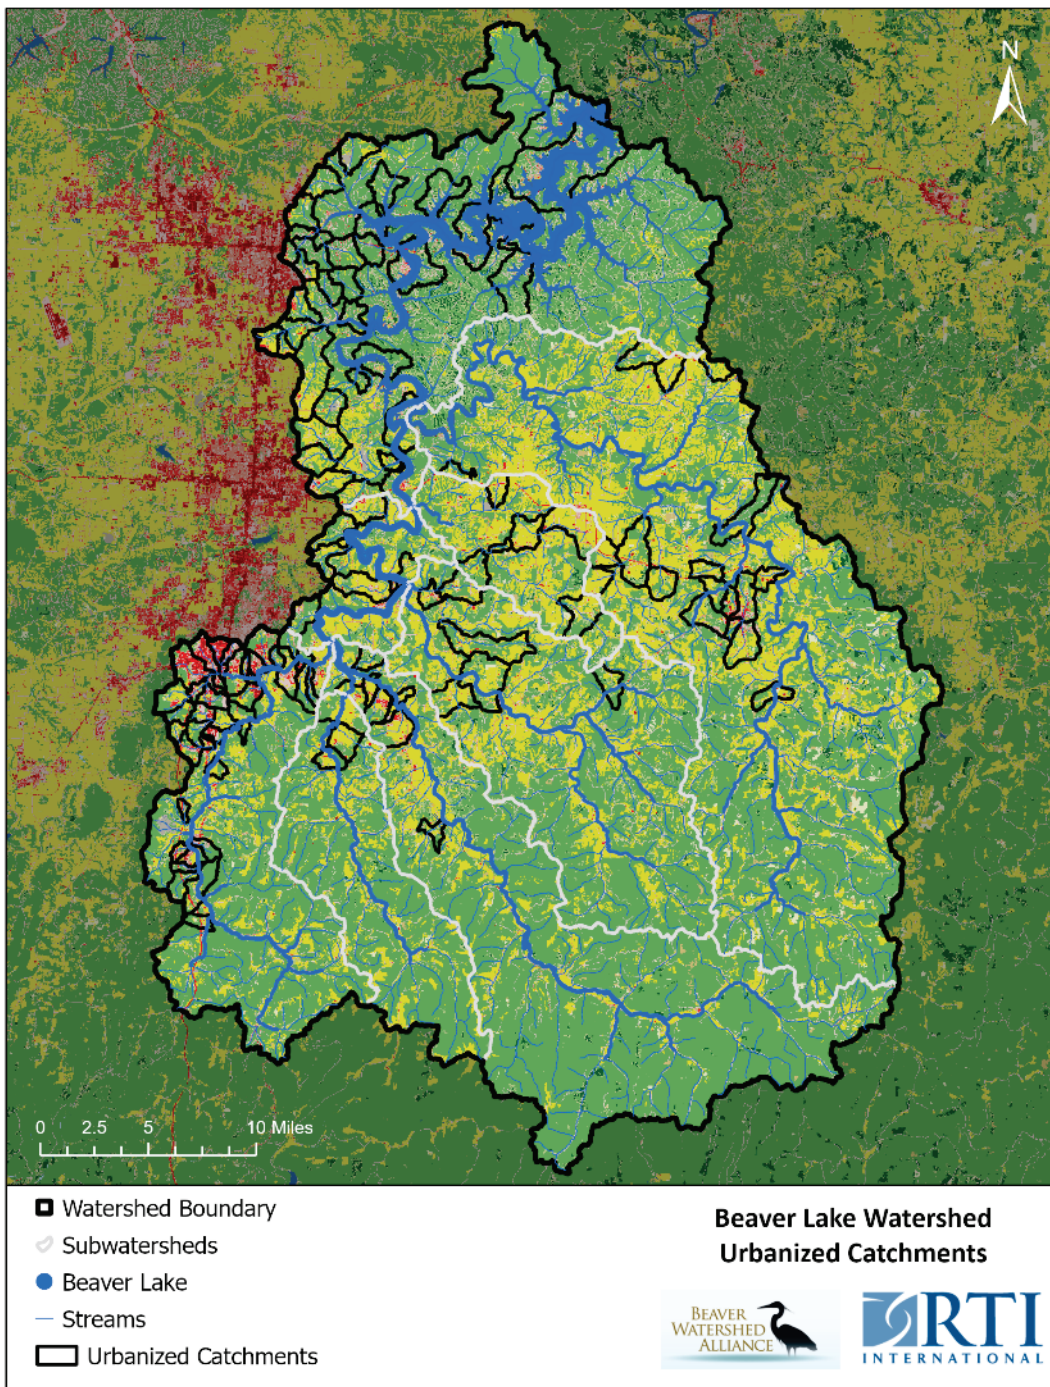 N
0 2.5 5 10 Miles
Watershed Boundary
Subwatersheds
Beaver Lake
Streams
Urbanized Catchments
Beaver Lake Watershed
Urbanized Catchments
BEAVER
WATERSHED
ALLIANCE
RTI
INTERNATIONAL